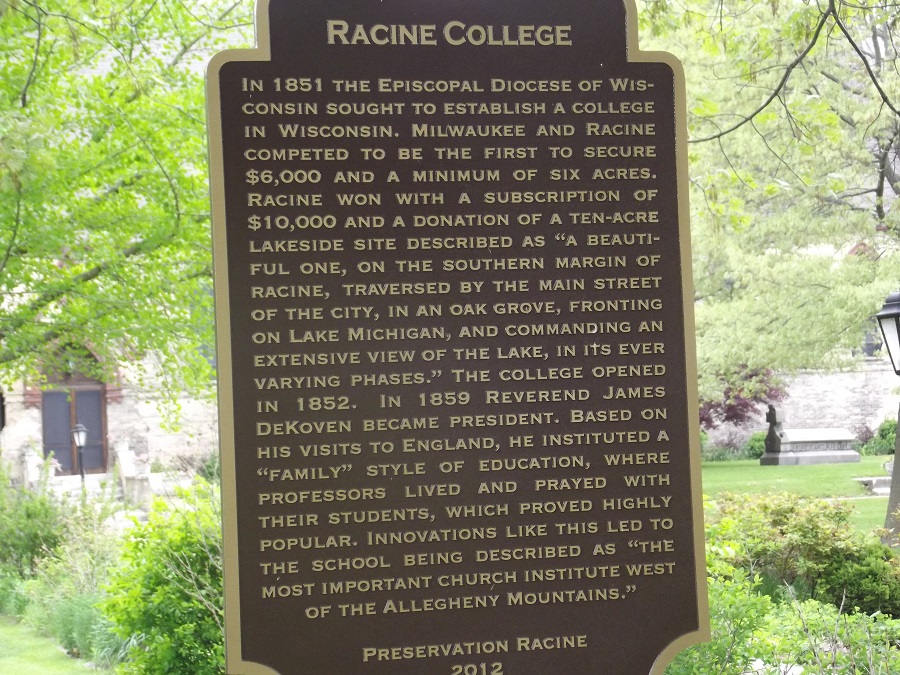 RACINE COLLEGE
IN 1851 THE EPISCOPAL DIOCESE OF WIS-
CONSIN SOUGHT TO ESTABLISH A COLLEGE
IN WISCONSIN. MILWAUKEE AND RACINE
COMPETED TO BE THE FIRST TO SECURE
$6,000 AND A MINIMUM OF SIX ACRES.
RACINE WON WITH A SUBSCRIPTION OF
$10,000 AND A DONATION OF A TEN-ACRE
LAKESIDE SITE DESCRIBED AS “A BEAUTI-
FUL ONE, ON THE SOUTHERN MARGIN OF
RACINE, TRAVERSED BY THE MAIN STREET
OF THE CITY, IN AN OAK GROVE, FRONTING
ON LAKE MICHIGAN, AND COMMANDING AN
EXTENSIVE VIEW OF THE LAKE, IN ITS EVER
VARYING PHASES.” THE COLLEGE OPENED
IN 1852. IN 1859 REVEREND JAMES
DEKOVEN BECAME PRESIDENT. BASED ON
HIS VISITS TO ENGLAND, HE INSTITUTED A
“FAMILY” STYLE OF EDUCATION, WHERE
PROFESSORS LIVED AND PRAYED WITH
THEIR STUDENTS, WHICH PROVED HIGHLY
POPULAR. INNOVATIONS LIKE THIS LED TO
THE SCHOOL BEING DESCRIBED AS “THE
MOST IMPORTANT CHURCH INSTITUTE WEST
OF THE ALLEGHENY MOUNTAINS.”
PRESERVATION RACINE
2012